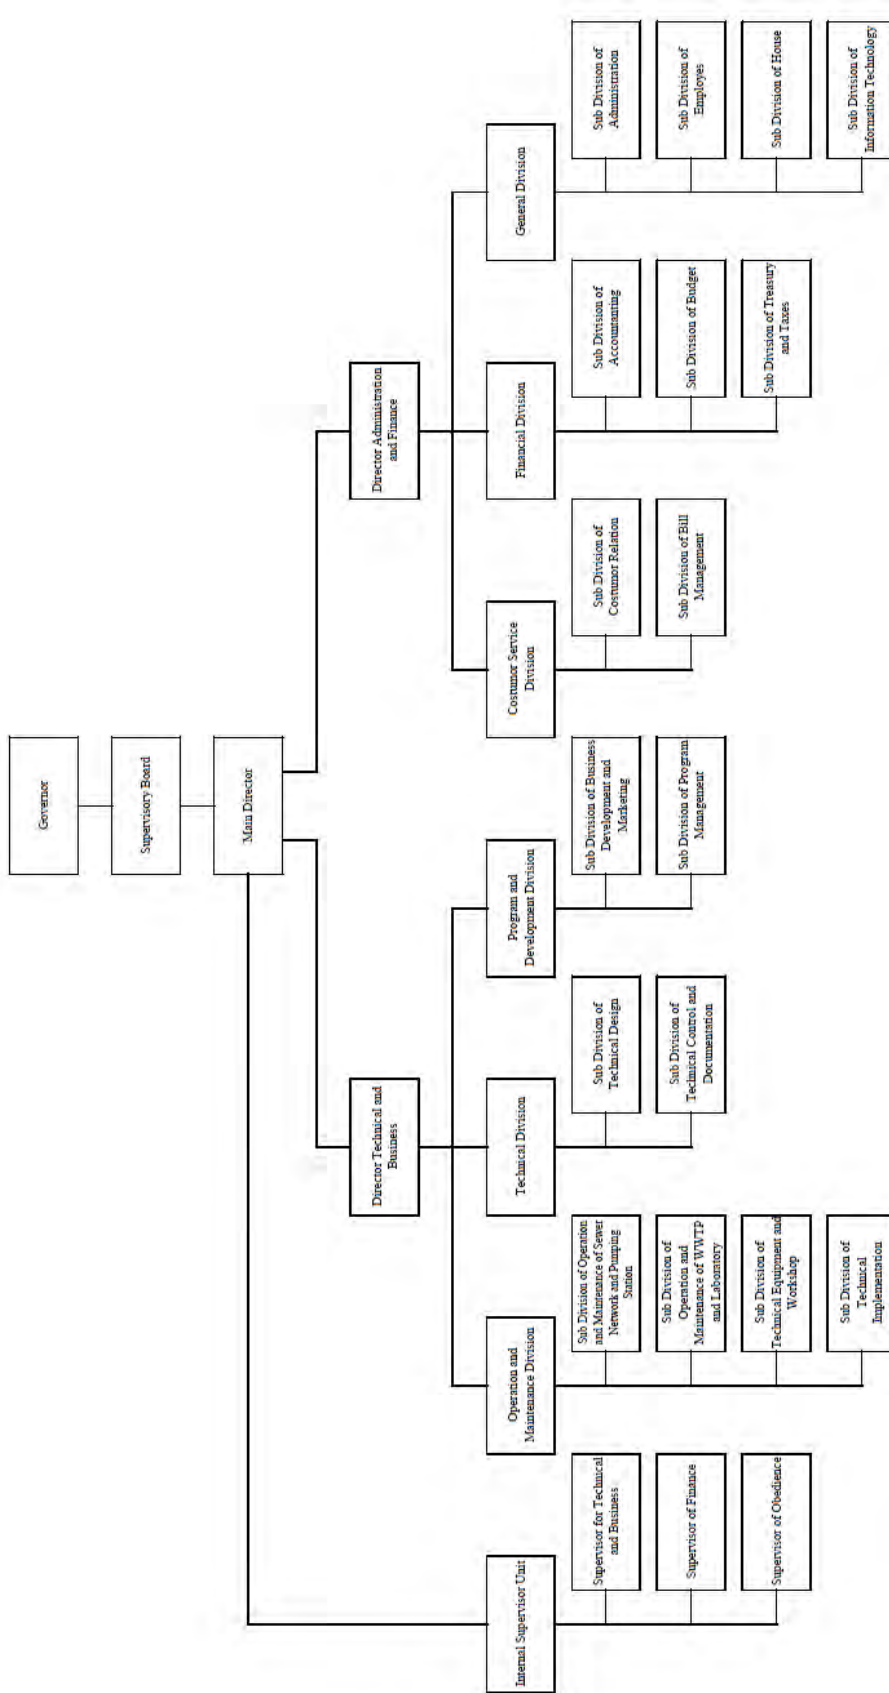 Governor
Supervisory Board
Main Director
Director Technical and
Business
Director Administration
and Finance
Internal Supervisor Unit
Operation and
Maintenance Division
Technical Division
Program and
Development Division
Costumor Service
Division
Financial Division
General Division
Supervisor for Technical
and Business
Supervisor of Finance
Supervisor of Obedience
Sub Division of Operation
and Maintenance of Sewer
Network and Pumping
Station
Sub Division of
Operation and
Maintenance of WWTP
and Laboratory
Sub Division of
Technical Equipment and
Workshop
Sub Division of
Technical
Implementation
Sub Division of
Technical Design
Sub Division of
Technical Control and
Documentation
Sub Division of Business
Development and
Marketing
Sub Division of Program
Management
Sub Division of
Costumor Relation
Sub Division of Bill
Management
Sub Division of
Accountanting
Sub Division of Budget
Sub Division of Treasury
and Taxes
Sub Division of
Administration
Sub Division of
Employes
Sub Division of House
Sub Division of
Information Technology